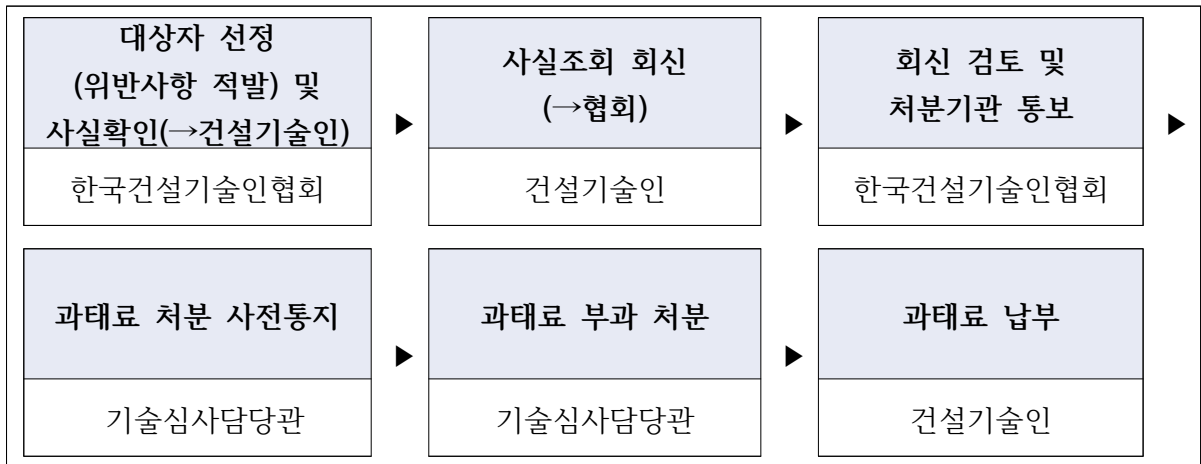 대상자 선정
(위반사항 적발) 및
사실확인(→건설기술인)
▶
한국건설기술인협회
사실조회 회신
(→협회)
▶
건설기술인
회신 검토 및
처분기관 통보
▶
한국건설기술인협회
과태료 처분 사전통지
▶
기술심사담당관
과태료 부과 처분
▶
기술심사담당관
과태료 납부
건설기술인